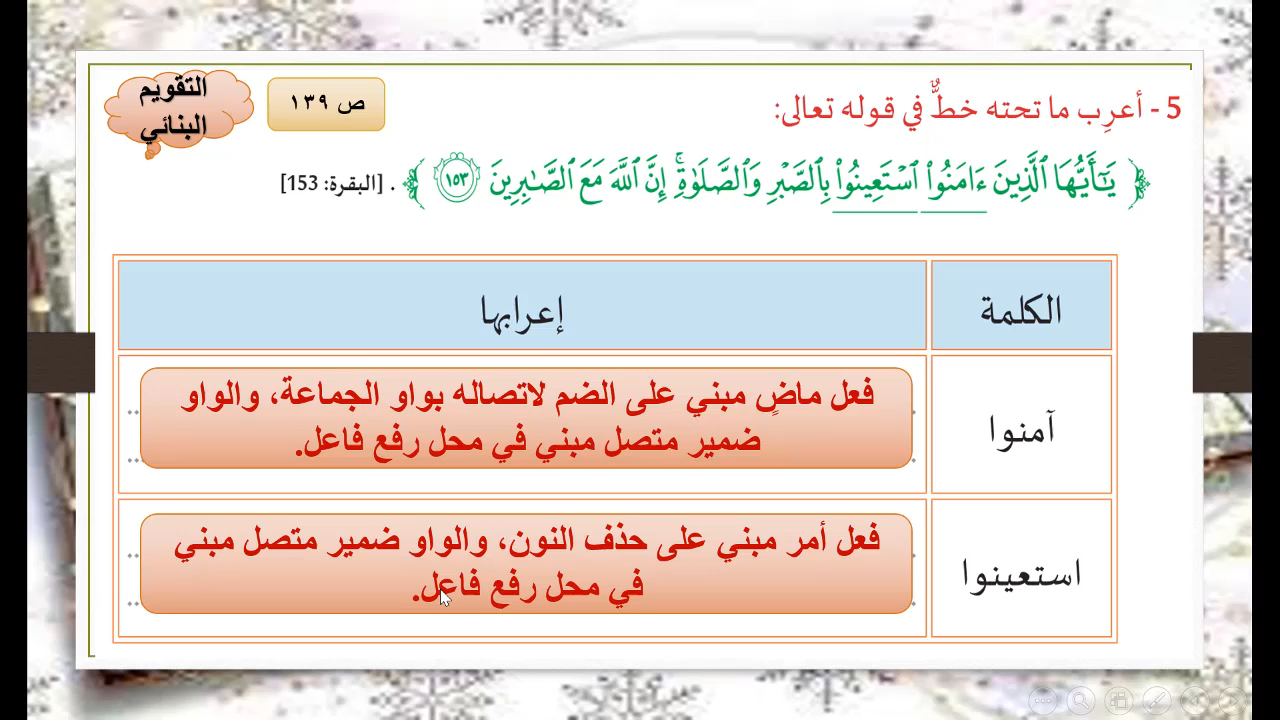 التقويم
البنائي
ص ١٣٩
5 - أعرِب ما تحته خطٌّ في قوله تعالى:
﴿ يَـٰٓأَيُّهَا ٱلَّذِينَ ءَامَنُوا۟ ٱسْتَعِينُوا۟ بِٱلصَّبْرِ وَٱلصَّلَوٰةِ ۚ إِنَّ ٱللَّهَ مَعَ ٱلصَّـٰبِرِينَ ١٥٣ ﴾ . [البقرة: 153]
الكلمة إعرابها
آمنوا
فعل ماضٍ مبني على الضم لاتصاله بواو الجماعة، والواو
ضمير متصل مبني في محل رفع فاعل.
استعينوا
فعل أمر مبني على حذف النون، والواو ضمير متصل مبني
في محل رفع فاعل.